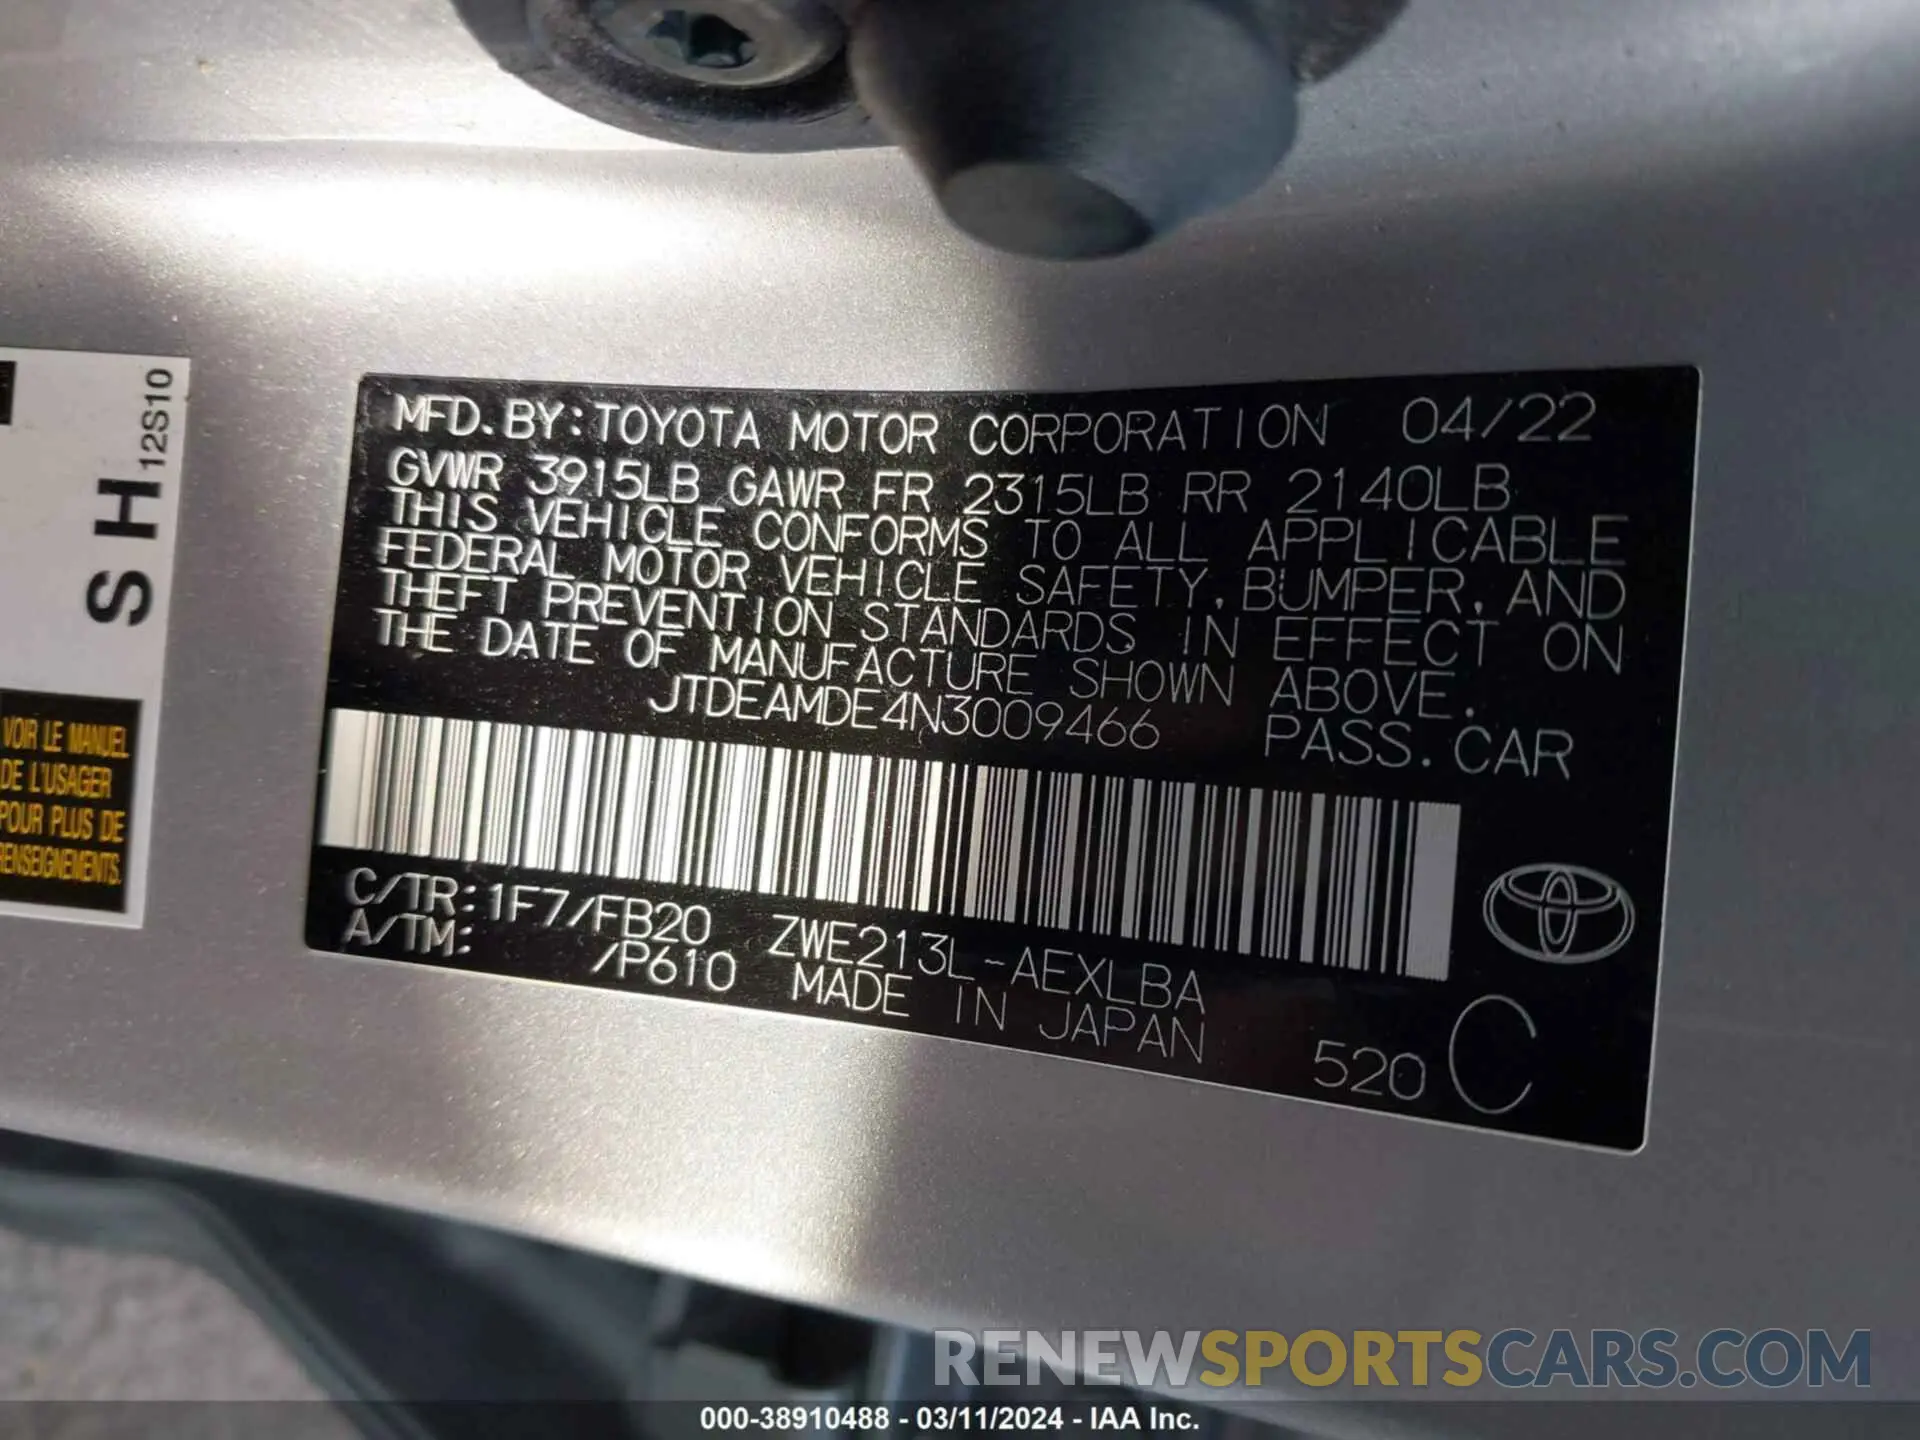 MFD. BY: TOYOTA MOTOR CORPORATION 04/22
GVWR 3915LB GAWR FR 2315LB RR 2140LB
THIS VEHICLE CONFORMS TO ALL APPLICABLE
FEDERAL MOTOR VEHICLE SAFETY, BUMPER, AND
THEFT PREVENTION STANDARDS IN EFFECT ON
THE DATE OF MANUFACTURE SHOWN ABOVE.
JTDEAMDE4N3009466 PASS. CAR
C/TR: 1F7/FB20 ZWE213L-AEXLBA
A/TM: /P610 MADE IN JAPAN
520 C
SH 12S10
VOIR LE MANUEL
DE L'USAGER
POUR PLUS DE
RENSEIGNEMENTS.
RENEWSPORTSCARS.COM
000-38910488 - 03/11/2024 - IAA Inc.